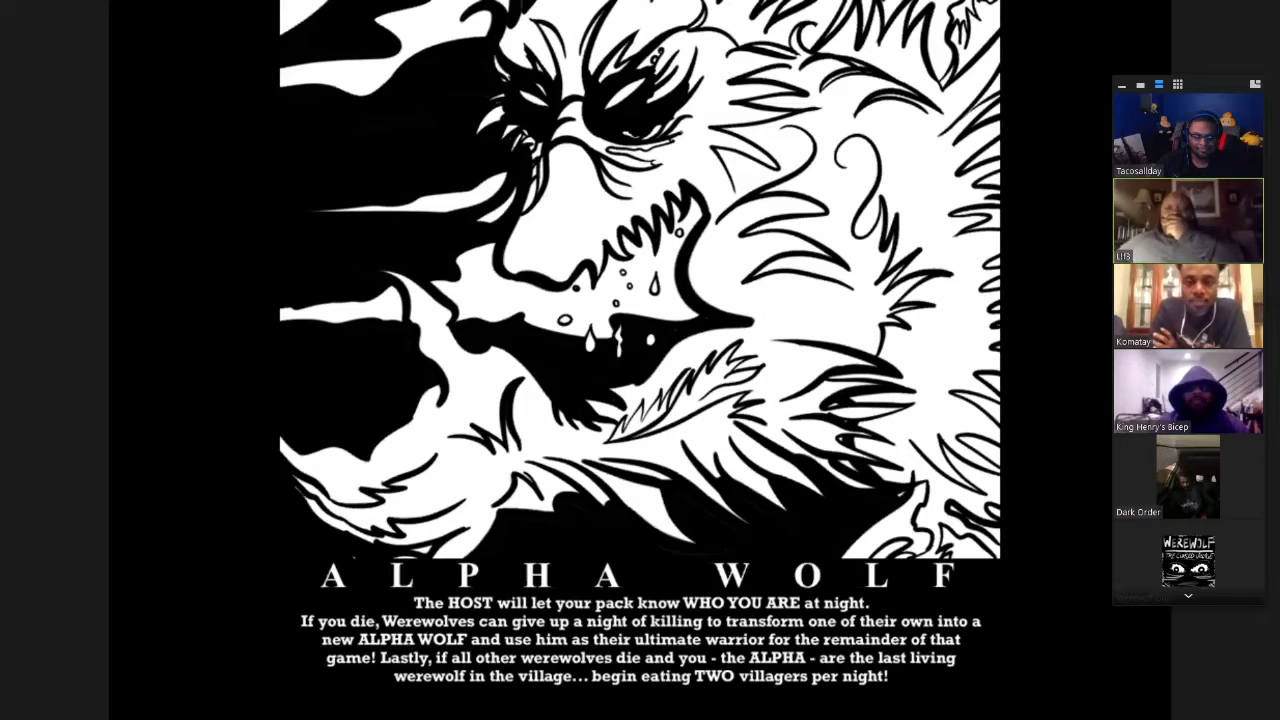 Tacosallday
Komatay
King Henry's Bicep
Dark Order
WEREWOLF
ALPHA WOLF
The HOST will let your pack know WHO YOU ARE at night.
If you die, Werewolves can give up a night of killing to transform one of their own into a
new ALPHA WOLF and use him as their ultimate warrior for the remainder of that
game! Lastly, if all other werewolves die and you - the ALPHA - are the last living
werewolf in the village... begin eating TWO villagers per night!